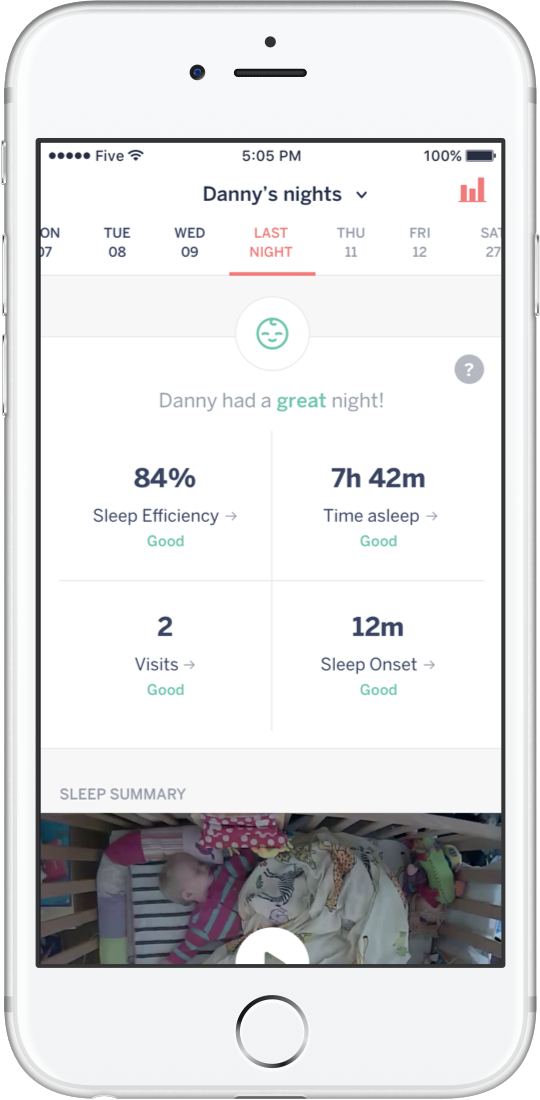 Five 5:05 PM 100%
Danny's nights
ON TUE WED LAST THU FRI SAT
07 08 09 NIGHT 11 12 27
?
Danny had a great night!
84% 7h 42m
Sleep Efficiency → Time asleep →
Good Good
2 12m
Visits → Sleep Onset →
Good Good
SLEEP SUMMARY